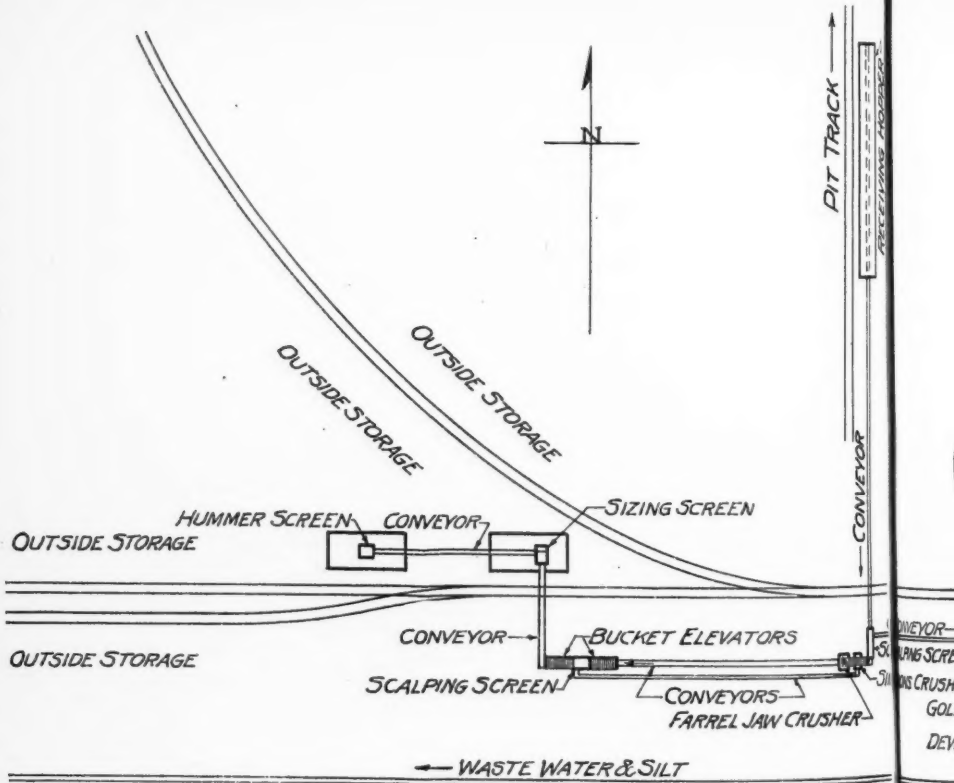 PIT TRACK
RECEIVING HOPPER
N
OUTSIDE STORAGE
OUTSIDE STORAGE
CONVEYOR
HUMMER SCREEN
CONVEYOR
SIZING SCREEN
OUTSIDE STORAGE
CONVEYOR
BUCKET ELEVATORS
OUTSIDE STORAGE
SCALPING SCREEN
CONVEYORS
FARREL JAW CRUSHER
WASTE WATER & SILT